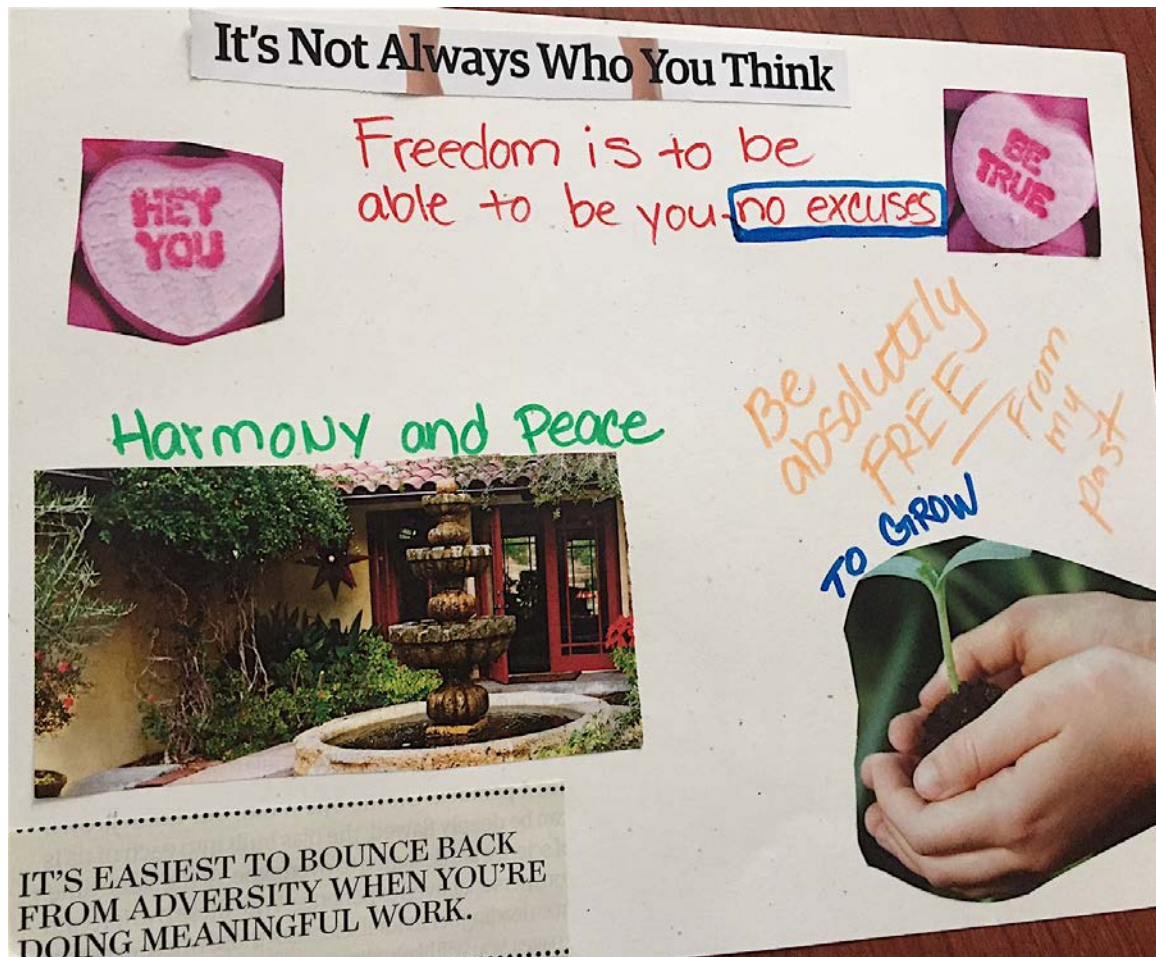 It's Not Always Who You Think
Freedom is to be
able to be you-no excuses
HEY
YOU
BE
TRUE
Be
absolutely
FREE
From
my
past
Harmony and Peace
TO GROW
IT'S EASIEST TO BOUNCE BACK
FROM ADVERSITY WHEN YOU'RE
DOING MEANINGFUL WORK.